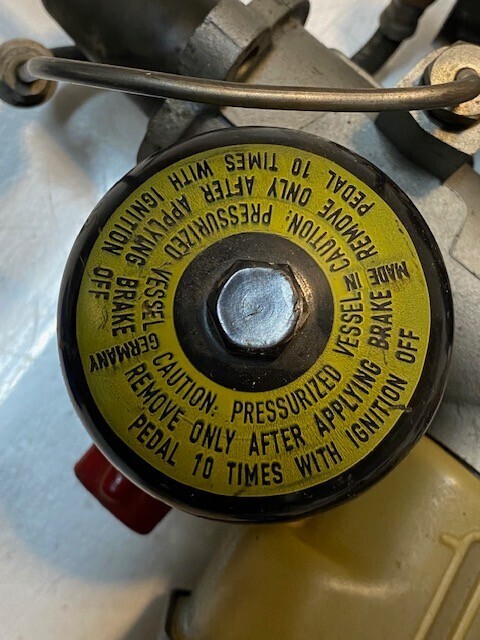 CAUTION: PRESSURIZED VESSEL
REMOVE ONLY AFTER APPLYING BRAKE
PEDAL 10 TIMES WITH IGNITION OFF
MADE IN GERMANY
CAUTION: PRESSURIZED VESSEL
REMOVE ONLY AFTER APPLYING BRAKE
PEDAL 10 TIMES WITH IGNITION OFF